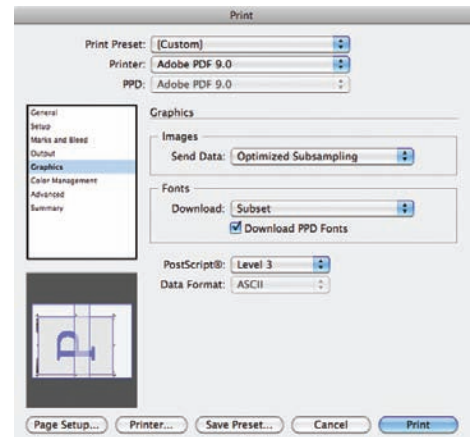 Print
Print Preset: [Custom]
Printer: Adobe PDF 9.0
PPD: Adobe PDF 9.0
General
Setup
Marks and Bleed
Output
Graphics
Color Management
Advanced
Summary
Graphics
Images
Send Data: Optimized Subsampling
Fonts
Download: Subset
Download PPD Fonts
PostScript®: Level 3
Data Format: ASCII
P
Page Setup... Printer... Save Preset... Cancel Print